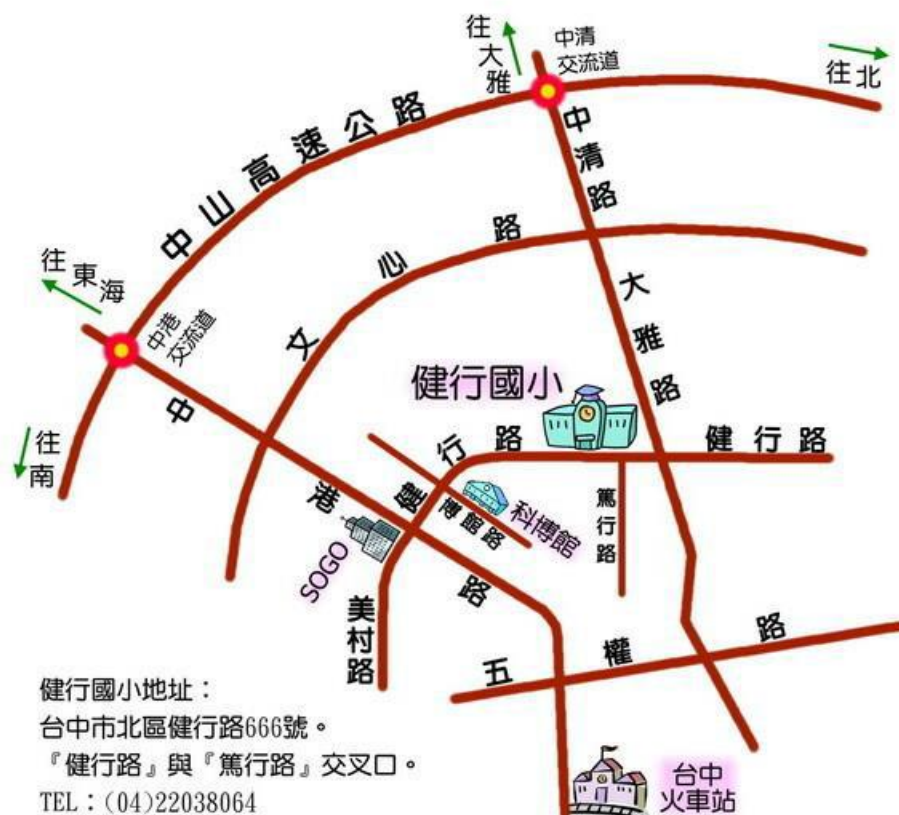 往大雅
中清
交流道
往北
中山高速公路
中清路
往東海
中港
交流道
文心路
大雅路
往南
中港路
健行國小
健行路
健行路
博館路
科博館
篤行路
SOGO
美村路
五權路
健行國小地址：
台中市北區健行路666號。
『健行路』與『篤行路』交叉口。
TEL：(04)22038064
台中
火車站